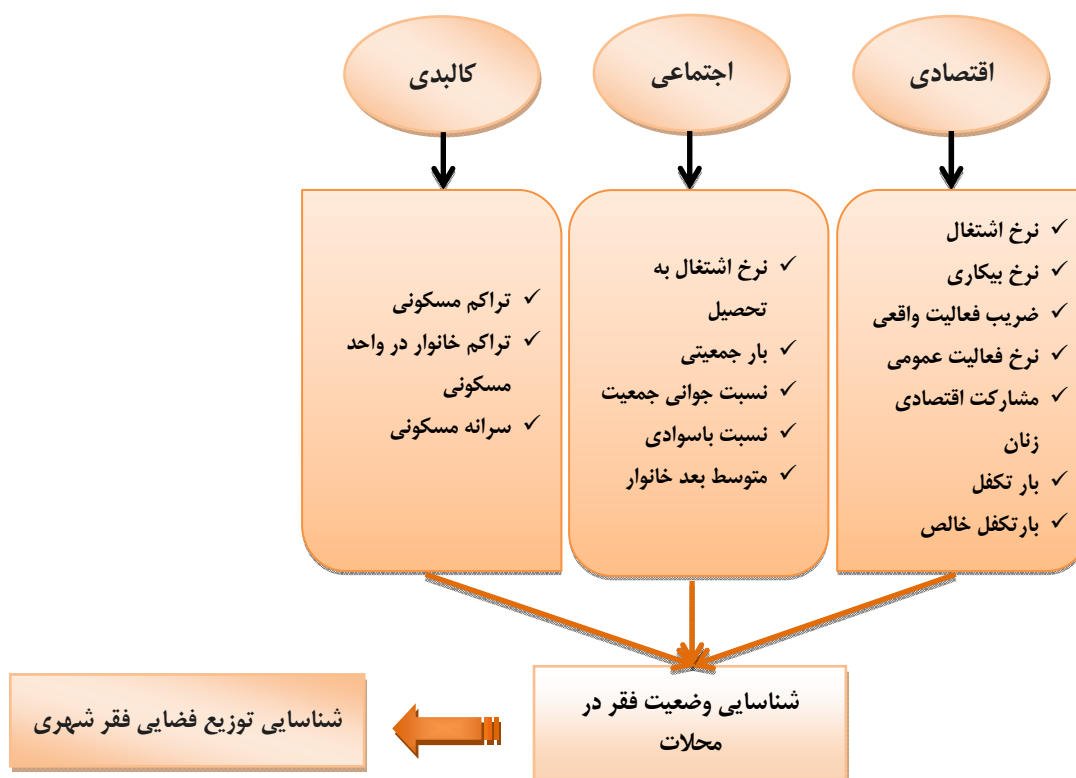 اقتصادی
اجتماعی
کالبدی
✓ نرخ اشتغال
✓ نرخ بیکاری
✓ ضریب فعالیت واقعی
✓ نرخ فعالیت عمومی
✓ مشارکت اقتصادی
زنان
✓ بار تکفل
✓ بارتکفل خالص
✓ نرخ اشتغال به
تحصیل
✓ بار جمعیتی
✓ نسبت جوانی جمعیت
✓ نسبت باسوادی
✓ متوسط بعد خانوار
✓ تراکم مسکونی
✓ تراکم خانوار در واحد
مسکونی
✓ سرانه مسکونی
شناسایی وضعیت فقر در
محلات
شناسایی توزیع فضایی فقر شهری